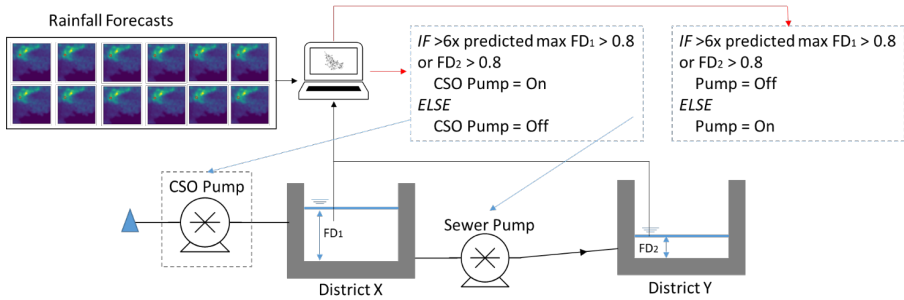 Rainfall Forecasts
IF >6x predicted max FD₁ > 0.8
or FD₂ > 0.8
CSO Pump = On
ELSE
CSO Pump = Off
IF >6x predicted max FD₁ > 0.8
or FD₂ > 0.8
Pump = Off
ELSE
Pump = On
CSO Pump
FD₁
Sewer Pump
FD₂
District X
District Y